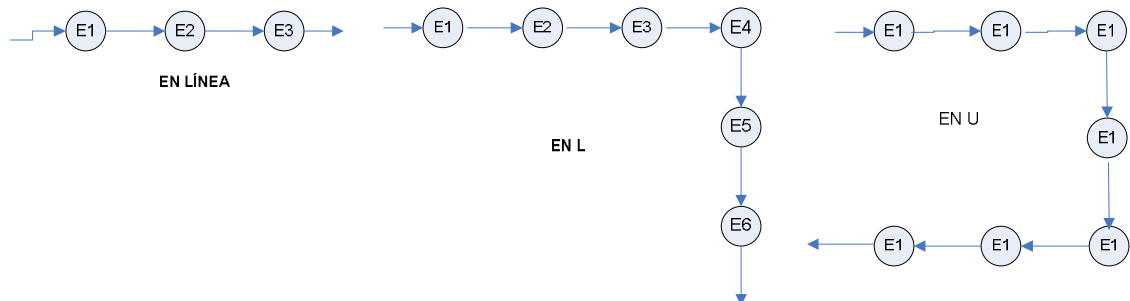 E1 E2 E3
EN LÍNEA
E1 E2 E3 E4
E5
E6
EN L
E1 E1 E1
E1
E1 E1 E1
EN U